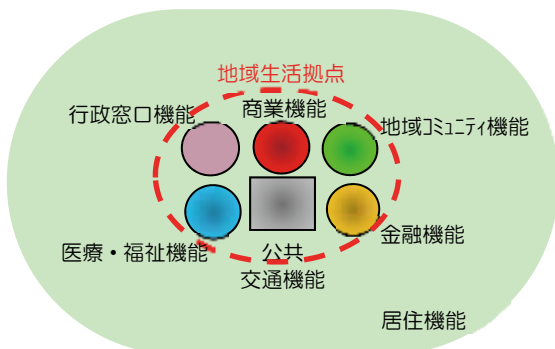 地域生活拠点
行政窓口機能
商業機能
地域ｺﾐｭﾆﾃｨ機能
医療・福祉機能
公共
交通機能
金融機能
居住機能